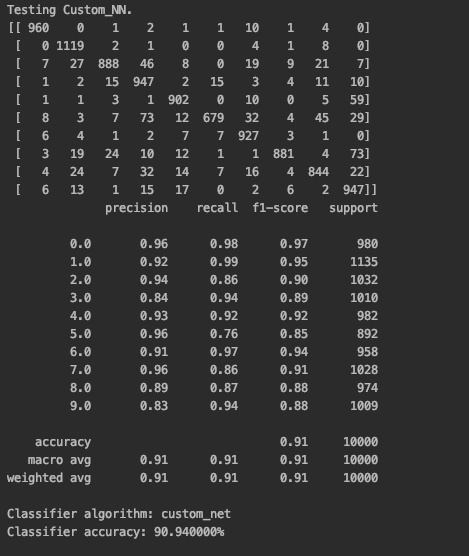 Testing Custom_NN.
[[ 960    0    1    2    1    1   10    1    4    0]
 [   0 1119    2    1    0    0    4    1    8    0]
 [   7   27  888   46    8    0   19    9   21    7]
 [   1    2   15  947    2   15    3    4   11   10]
 [   1    1    3    1  902    0   10    0    5   59]
 [   8    3    7   73   12  679   32    4   45   29]
 [   6    4    1    2    7    7  927    3    1    0]
 [   3   19   24   10   12    1    1  881    4   73]
 [   4   24    7   32   14    7   16    4  844   22]
 [   6   13    1   15   17    0    2    6    2  947]]
              precision    recall  f1-score   support

         0.0       0.96      0.98      0.97       980
         1.0       0.92      0.99      0.95      1135
         2.0       0.94      0.86      0.90      1032
         3.0       0.84      0.94      0.89      1010
         4.0       0.93      0.92      0.92       982
         5.0       0.96      0.76      0.85       892
         6.0       0.91      0.97      0.94       958
         7.0       0.96      0.86      0.91      1028
         8.0       0.89      0.87      0.88       974
         9.0       0.83      0.94      0.88      1009

    accuracy                           0.91     10000
   macro avg       0.91      0.91      0.91     10000
weighted avg       0.91      0.91      0.91     10000

Classifier algorithm: custom_net
Classifier accuracy: 90.940000%